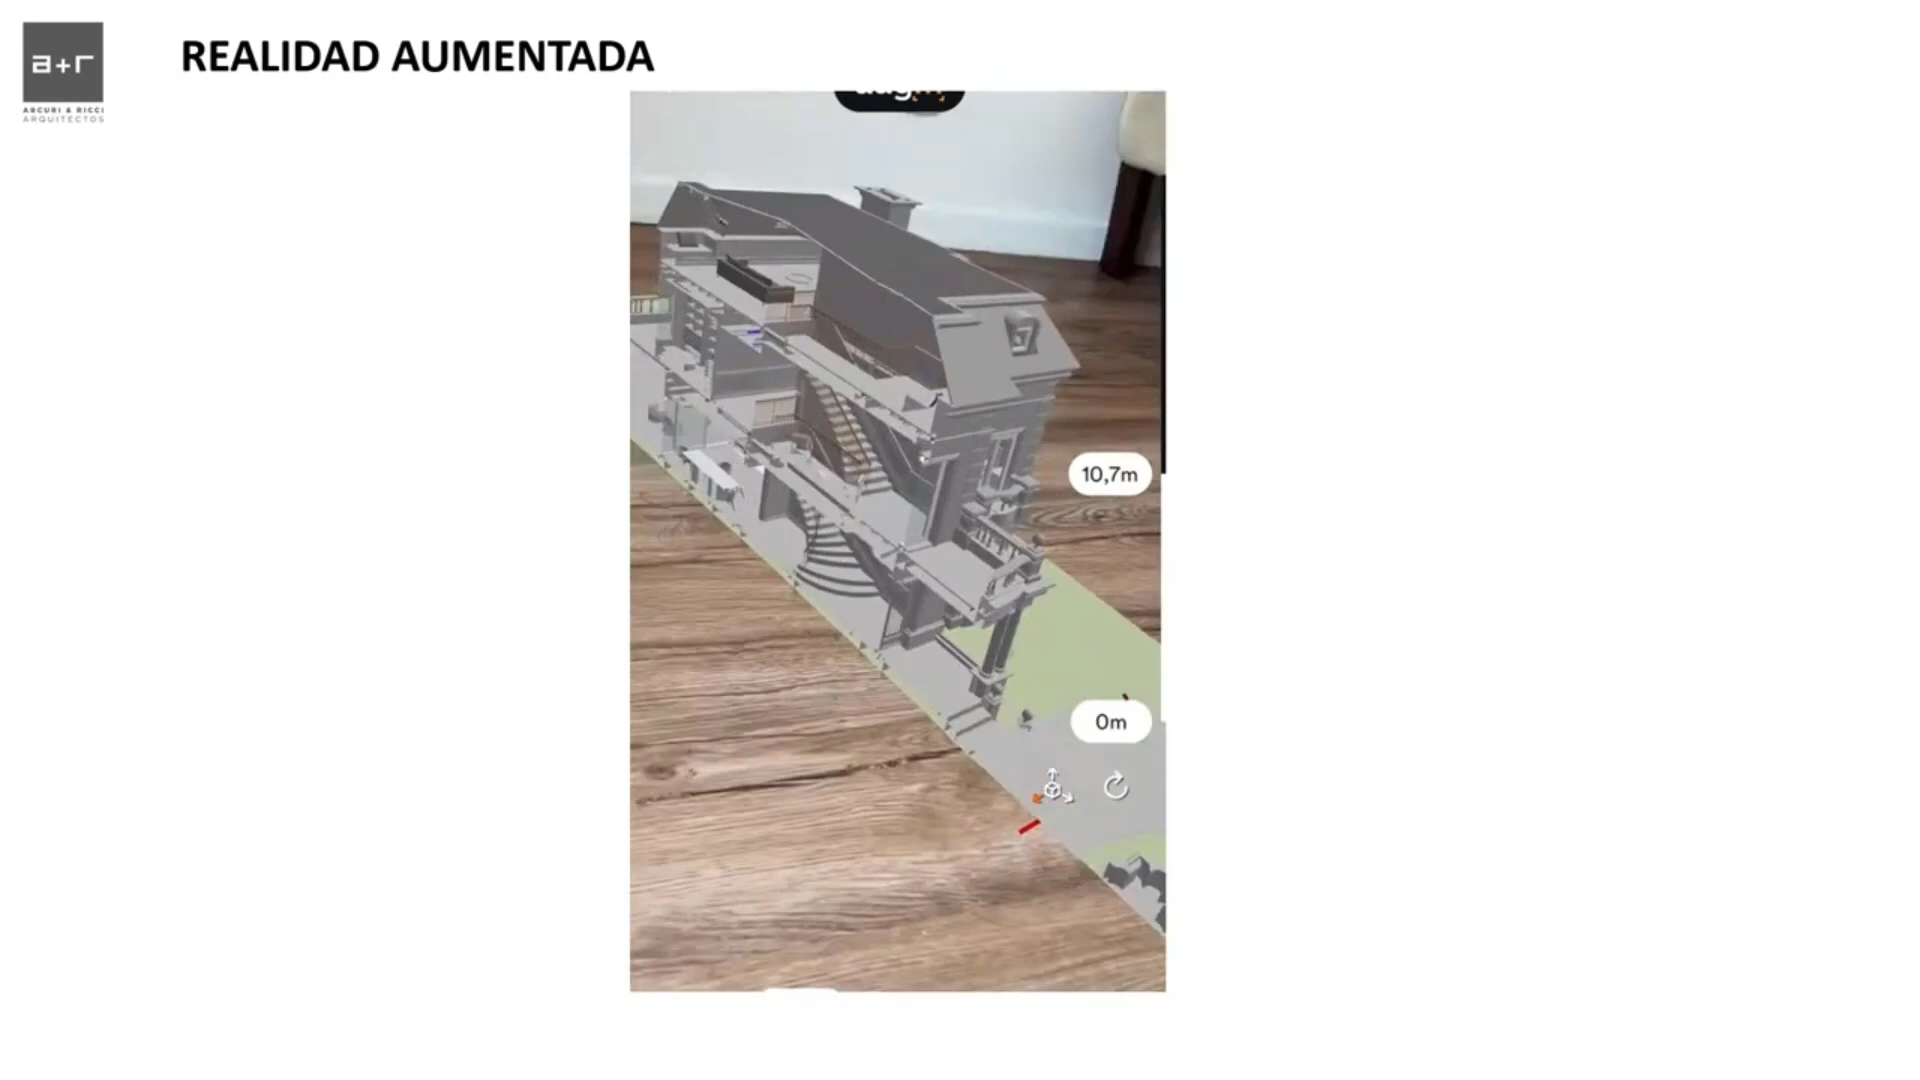 a+r
ARCURI & RICCI
ARQUITECTOS
REALIDAD AUMENTADA
10,7m
0m